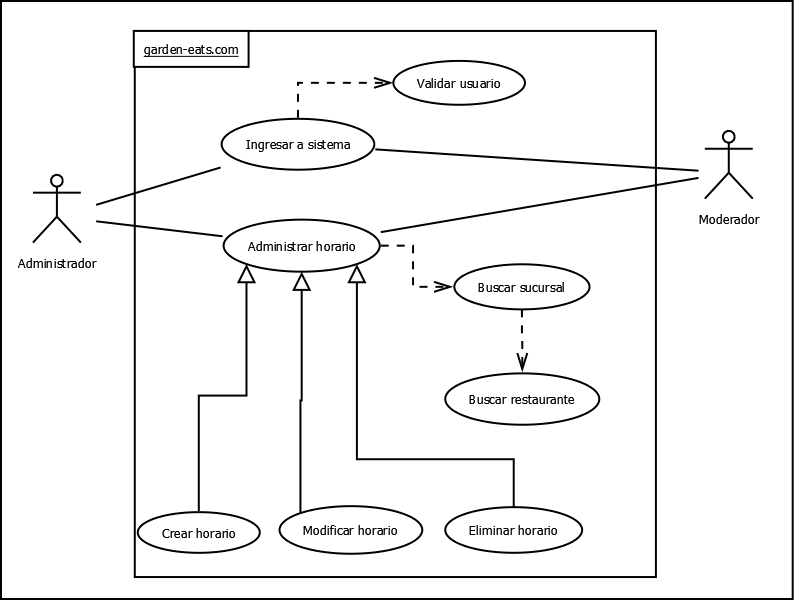 garden-eats.com
Validar usuario
Ingresar a sistema
Moderador
Administrar horario
Administrador
Buscar sucursal
Buscar restaurante
Crear horario
Modificar horario
Eliminar horario